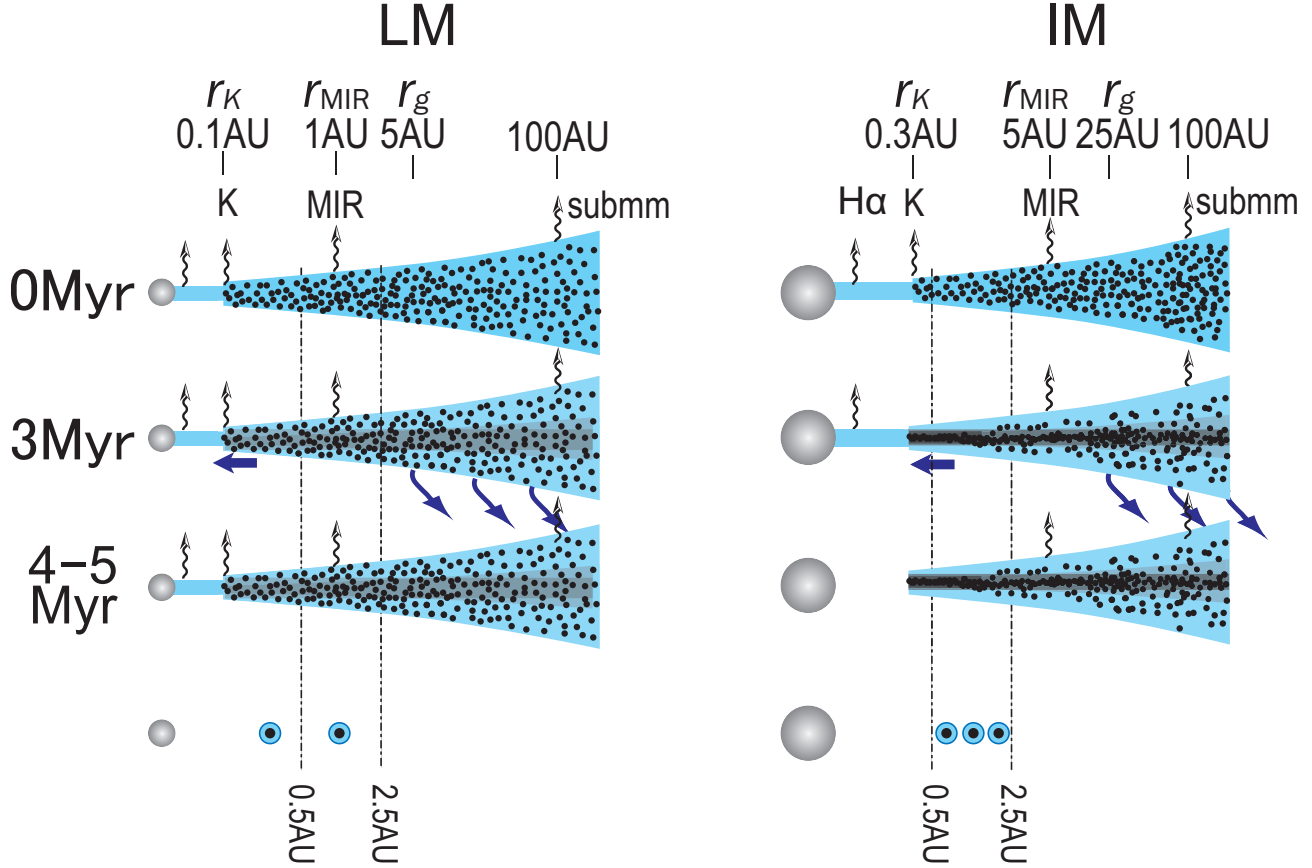 LM
IM
rK
rMIR
rg
0.1AU
1AU
5AU
100AU
rK
rMIR
rg
0.3AU
5AU
25AU
100AU
K
MIR
submm
Hα
K
MIR
submm
0Myr
3Myr
4–5
Myr
0.5AU
2.5AU
0.5AU
2.5AU